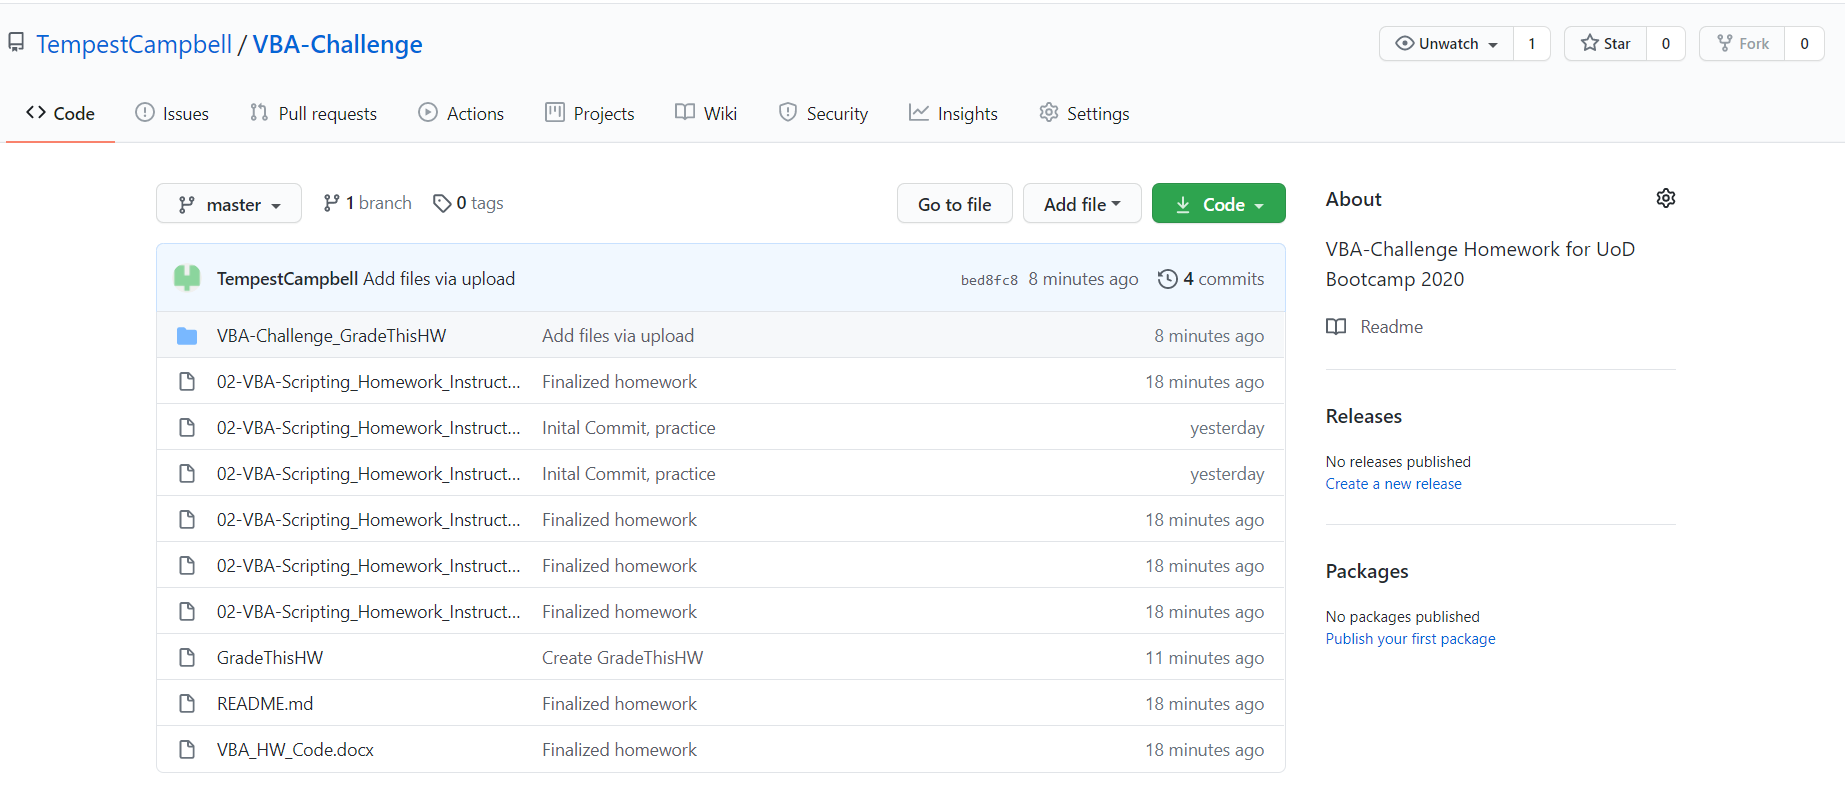 TempestCampbell / VBA-Challenge
Unwatch 1 Star 0 Fork 0
Code Issues Pull requests Actions Projects Wiki Security Insights Settings
master 1 branch 0 tags Go to file Add file Code
TempestCampbell Add files via upload bed8fc8 8 minutes ago 4 commits
VBA-Challenge_GradeThisHW Add files via upload 8 minutes ago
02-VBA-Scripting_Homework_Instruct... Finalized homework 18 minutes ago
02-VBA-Scripting_Homework_Instruct... Inital Commit, practice yesterday
02-VBA-Scripting_Homework_Instruct... Inital Commit, practice yesterday
02-VBA-Scripting_Homework_Instruct... Finalized homework 18 minutes ago
02-VBA-Scripting_Homework_Instruct... Finalized homework 18 minutes ago
02-VBA-Scripting_Homework_Instruct... Finalized homework 18 minutes ago
GradeThisHW Create GradeThisHW 11 minutes ago
README.md Finalized homework 18 minutes ago
VBA_HW_Code.docx Finalized homework 18 minutes ago
About
VBA-Challenge Homework for UoD
Bootcamp 2020
Readme
Releases
No releases published
Create a new release
Packages
No packages published
Publish your first package